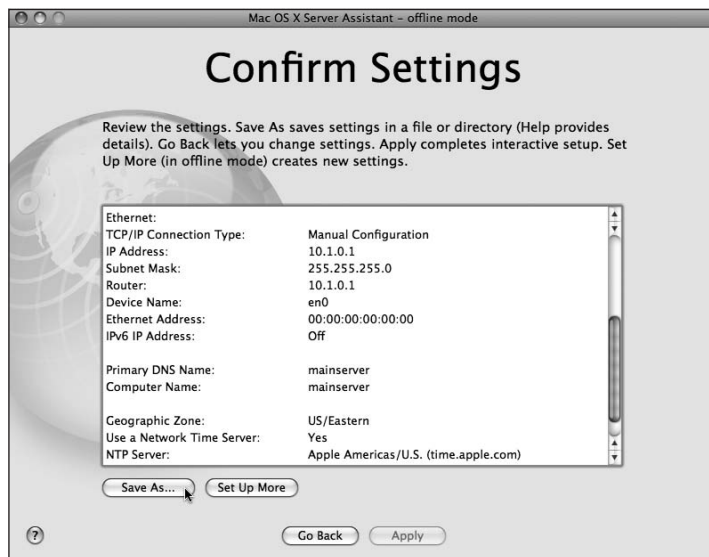 Mac OS X Server Assistant – offline mode
Confirm Settings
Review the settings. Save As saves settings in a file or directory (Help provides
details). Go Back lets you change settings. Apply completes interactive setup. Set
Up More (in offline mode) creates new settings.
Ethernet:
TCP/IP Connection Type: Manual Configuration
IP Address: 10.1.0.1
Subnet Mask: 255.255.255.0
Router: 10.1.0.1
Device Name: en0
Ethernet Address: 00:00:00:00:00:00
IPv6 IP Address: Off
Primary DNS Name: mainserver
Computer Name: mainserver
Geographic Zone: US/Eastern
Use a Network Time Server: Yes
NTP Server: Apple Americas/U.S. (time.apple.com)
Save As... Set Up More
? Go Back Apply